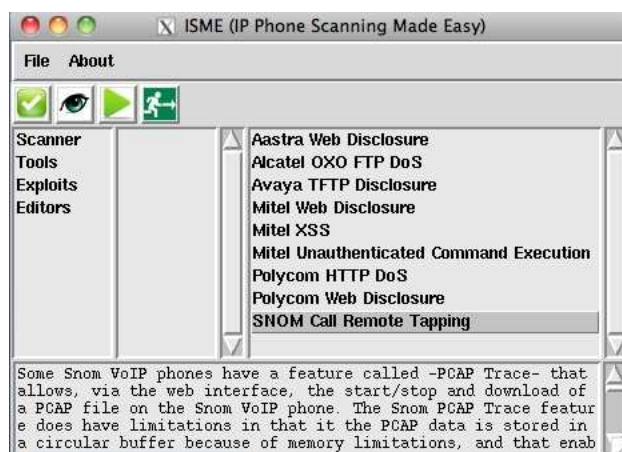 ISME (IP Phone Scanning Made Easy)
File About
Scanner
Tools
Exploits
Editors
Aastra Web Disclosure
Alcatel OXO FTP DoS
Avaya TFTP Disclosure
Mitel Web Disclosure
Mitel XSS
Mitel Unauthenticated Command Execution
Polycom HTTP DoS
Polycom Web Disclosure
SNOM Call Remote Tapping
Some Snom VoIP phones have a feature called -PCAP Trace- that
allows, via the web interface, the start/stop and download of
a PCAP file on the Snom VoIP phone. The Snom PCAP Trace featur
e does have limitations in that it the PCAP data is stored in
a circular buffer because of memory limitations, and that enab